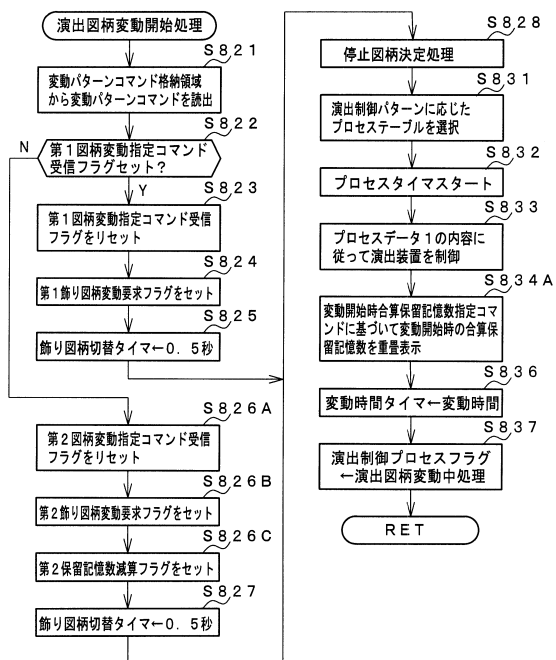 演出図柄変動開始処理
S821
変動パターンコマンド格納領域
から変動パターンコマンドを読出
S822
N
第1図柄変動指定コマンド
受信フラグセット？
Y
S823
第1図柄変動指定コマンド受信
フラグをリセット
S824
第1飾り図柄変動要求フラグをセット
S825
飾り図柄切替タイマ←0．5秒
S826A
第2図柄変動指定コマンド受信
フラグをリセット
S826B
第2飾り図柄変動要求フラグをセット
S826C
第2保留記憶数減算フラグをセット
S827
飾り図柄切替タイマ←0．5秒
S828
停止図柄決定処理
S831
演出制御パターンに応じた
プロセステーブルを選択
S832
プロセスタイマスタート
S833
プロセスデータ1の内容に
従って演出装置を制御
S834A
変動開始時合算保留記憶数指定コマ
ンドに基づいて変動開始時の合算保
留記憶数を重畳表示
S836
変動時間タイマ←変動時間
S837
演出制御プロセスフラグ
←演出図柄変動中処理
RET